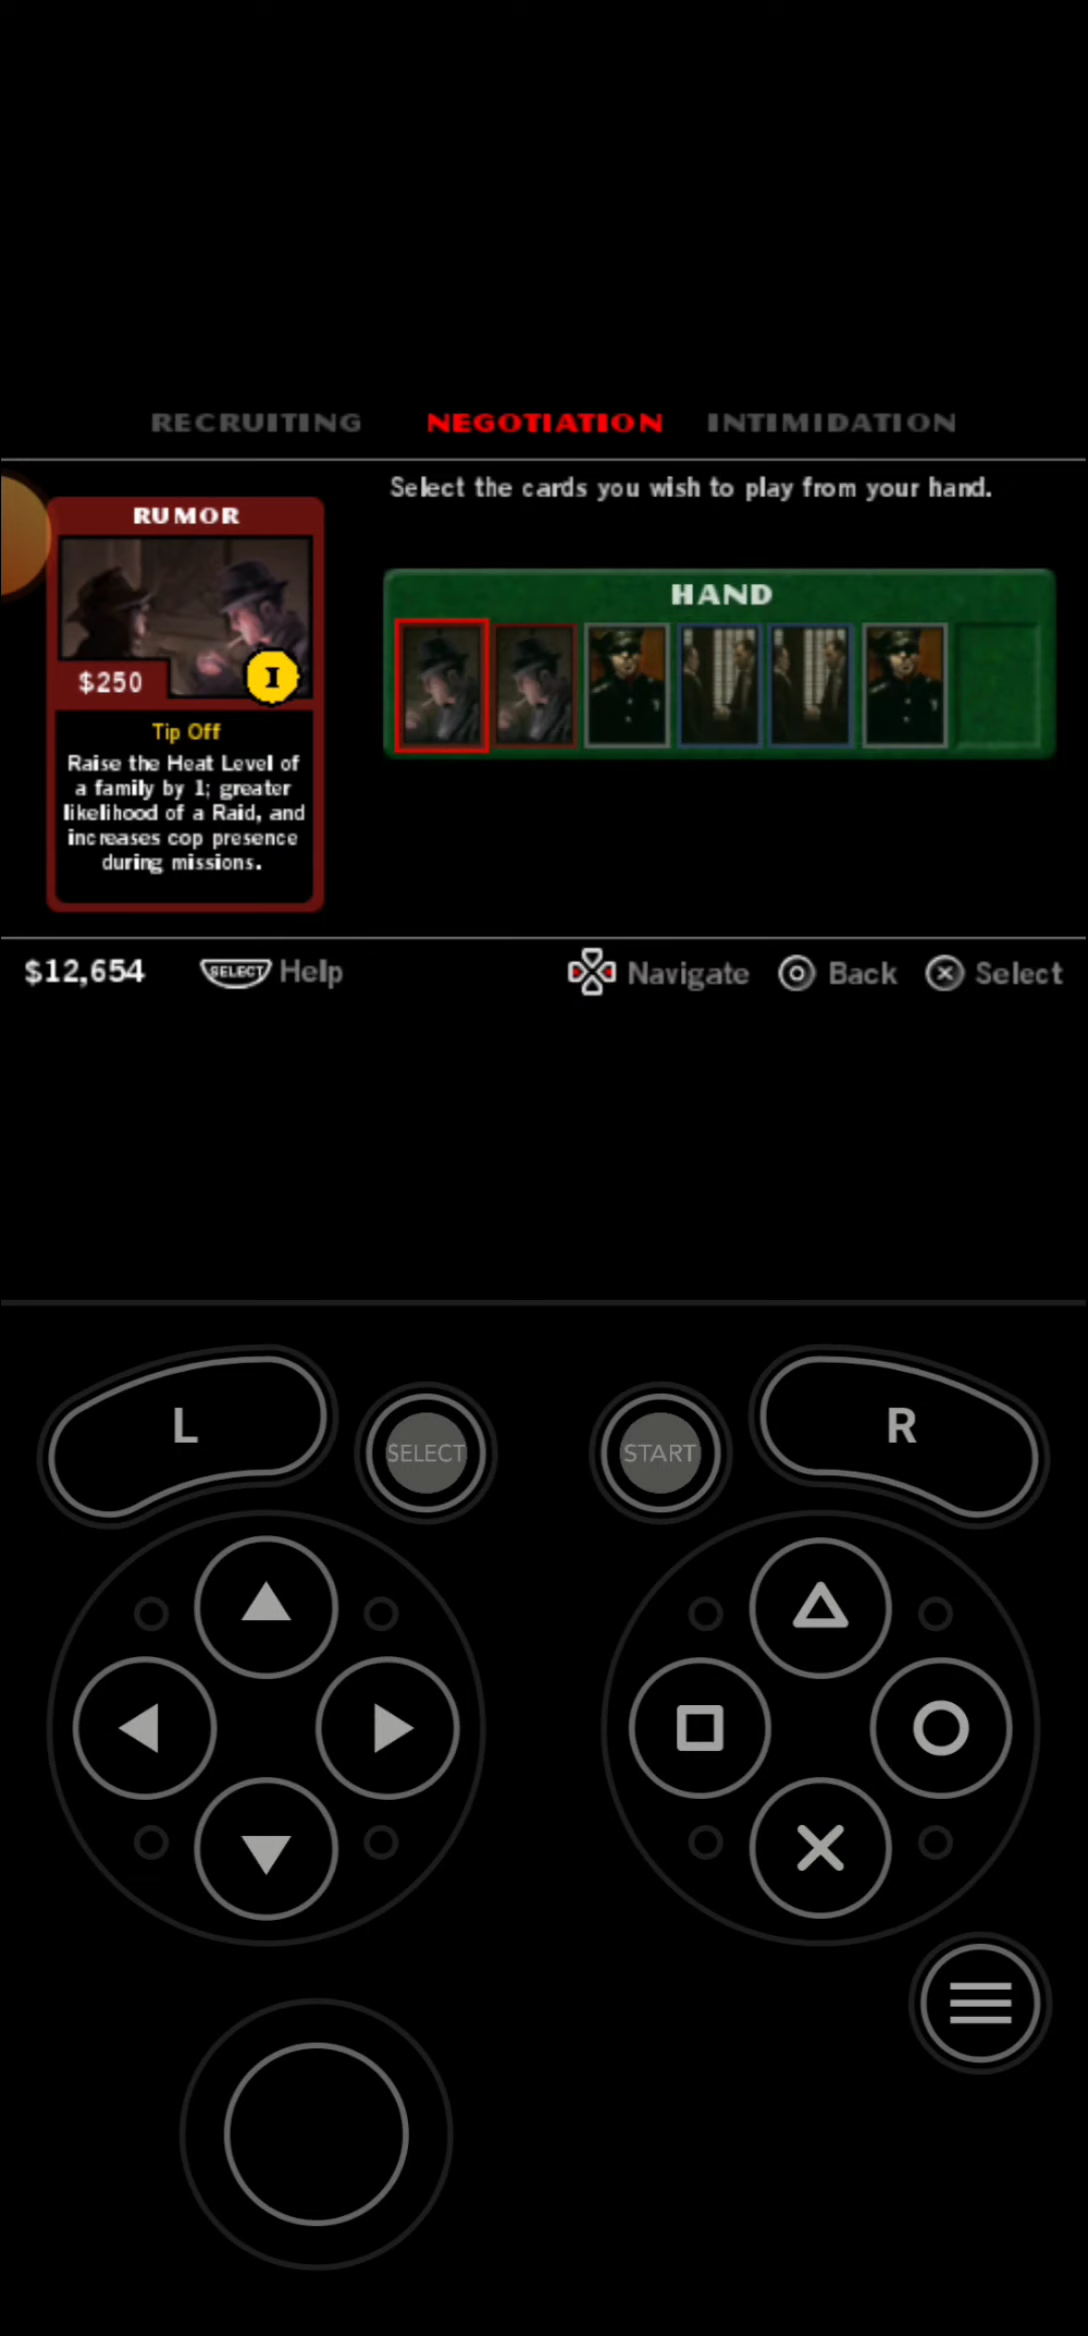 RECRUITING NEGOTIATION INTIMIDATION
Select the cards you wish to play from your hand.
RUMOR
$250
I
Tip Off
Raise the Heat Level of
a family by 1; greater
likelihood of a Raid, and
increases cop presence
during missions.
HAND
$12,654 SELECT Help Navigate Back Select
L SELECT START R